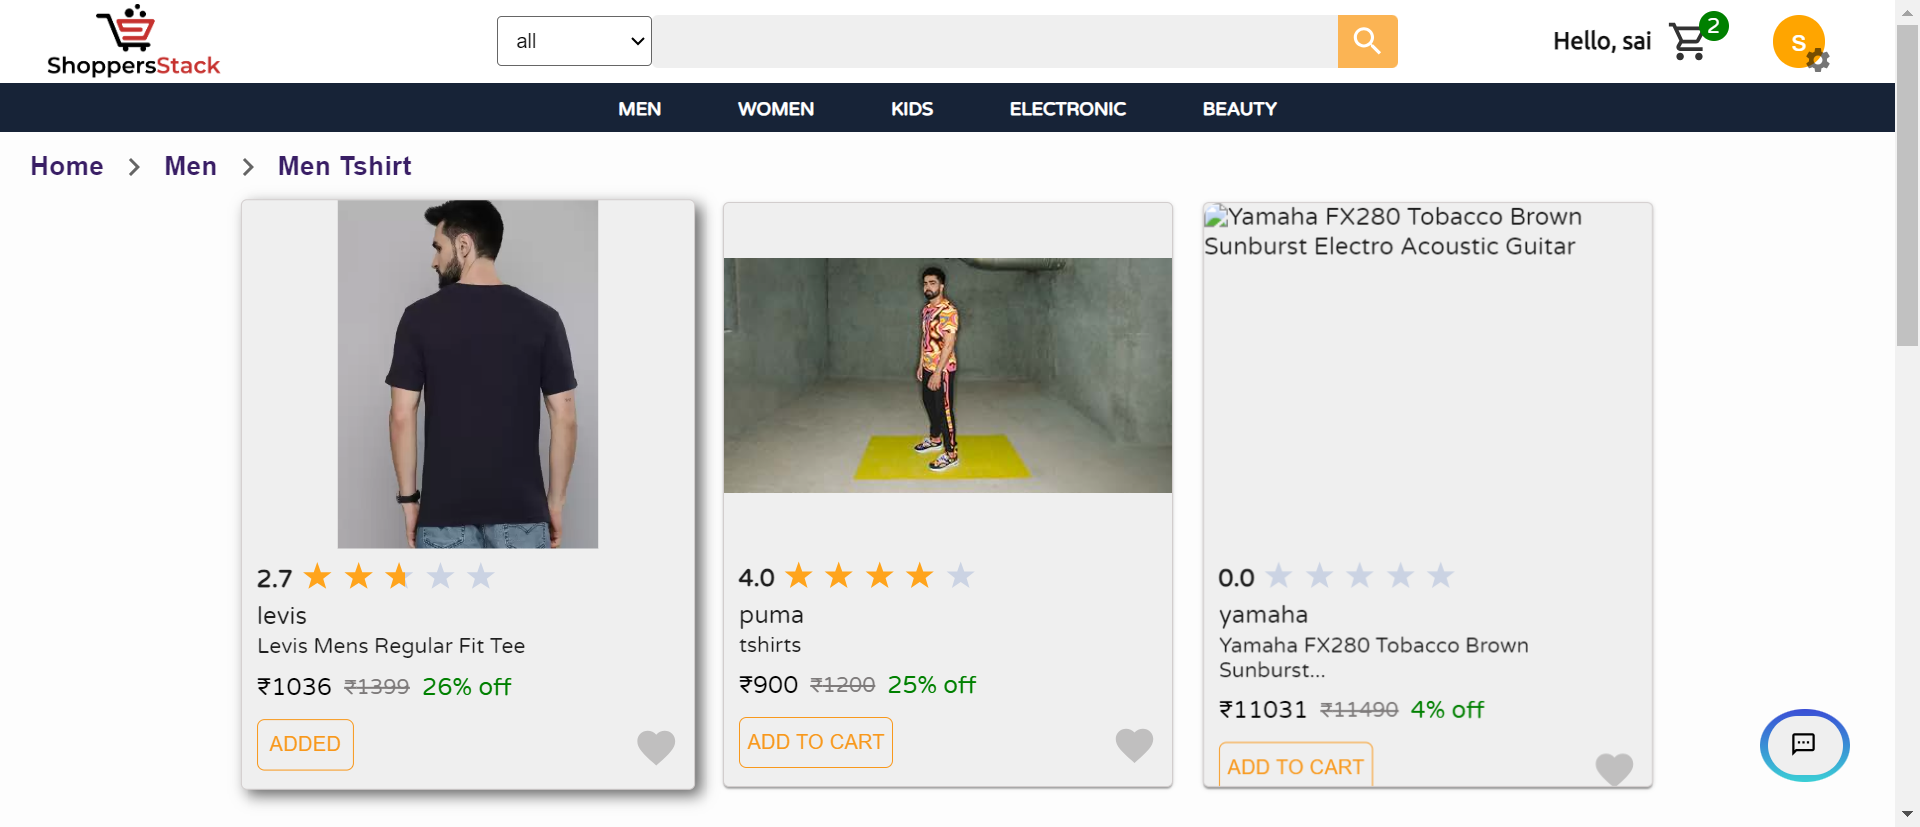 ShoppersStack
all
Hello, sai
2
S
MEN WOMEN KIDS ELECTRONIC BEAUTY
Home > Men > Men Tshirt
2.7
levis
Levis Mens Regular Fit Tee
₹1036 ₹1399 26% off
ADDED
4.0
puma
tshirts
₹900 ₹1200 25% off
ADD TO CART
Yamaha FX280 Tobacco Brown
Sunburst Electro Acoustic Guitar
0.0
yamaha
Yamaha FX280 Tobacco Brown
Sunburst...
₹11031 ₹11490 4% off
ADD TO CART